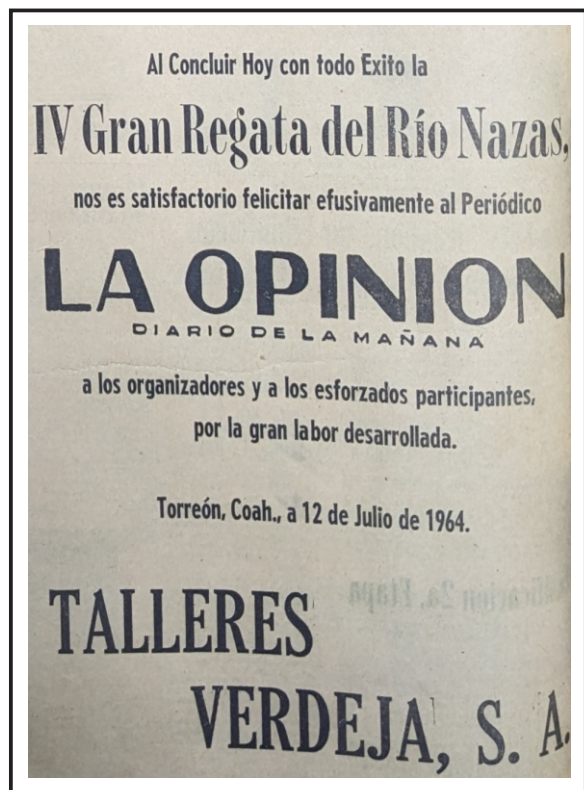 Al Concluir Hoy con todo Exito la
IV Gran Regata del Río Nazas,
nos es satisfactorio felicitar efusivamente al Periódico
LA OPINION
DIARIO DE LA MAÑANA
a los organizadores y a los esforzados participantes,
por la gran labor desarrollada.
Torreón, Coah., a 12 de Julio de 1964.
TALLERES
VERDEJA, S. A.